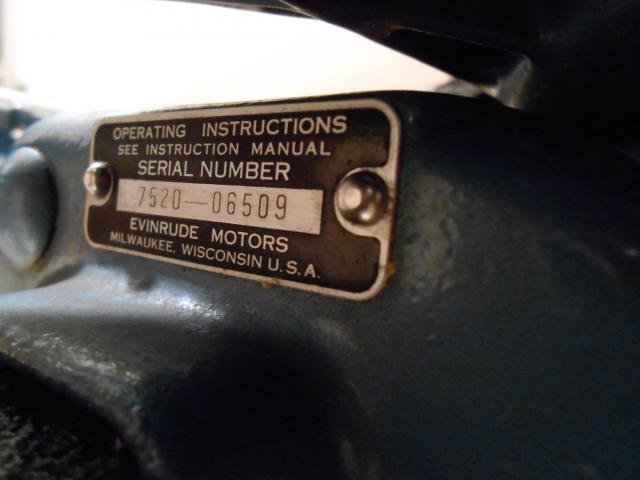 OPERATING INSTRUCTIONS
SEE INSTRUCTION MANUAL
SERIAL NUMBER
7520—06509
EVINRUDE MOTORS
MILWAUKEE, WISCONSIN U.S.A.